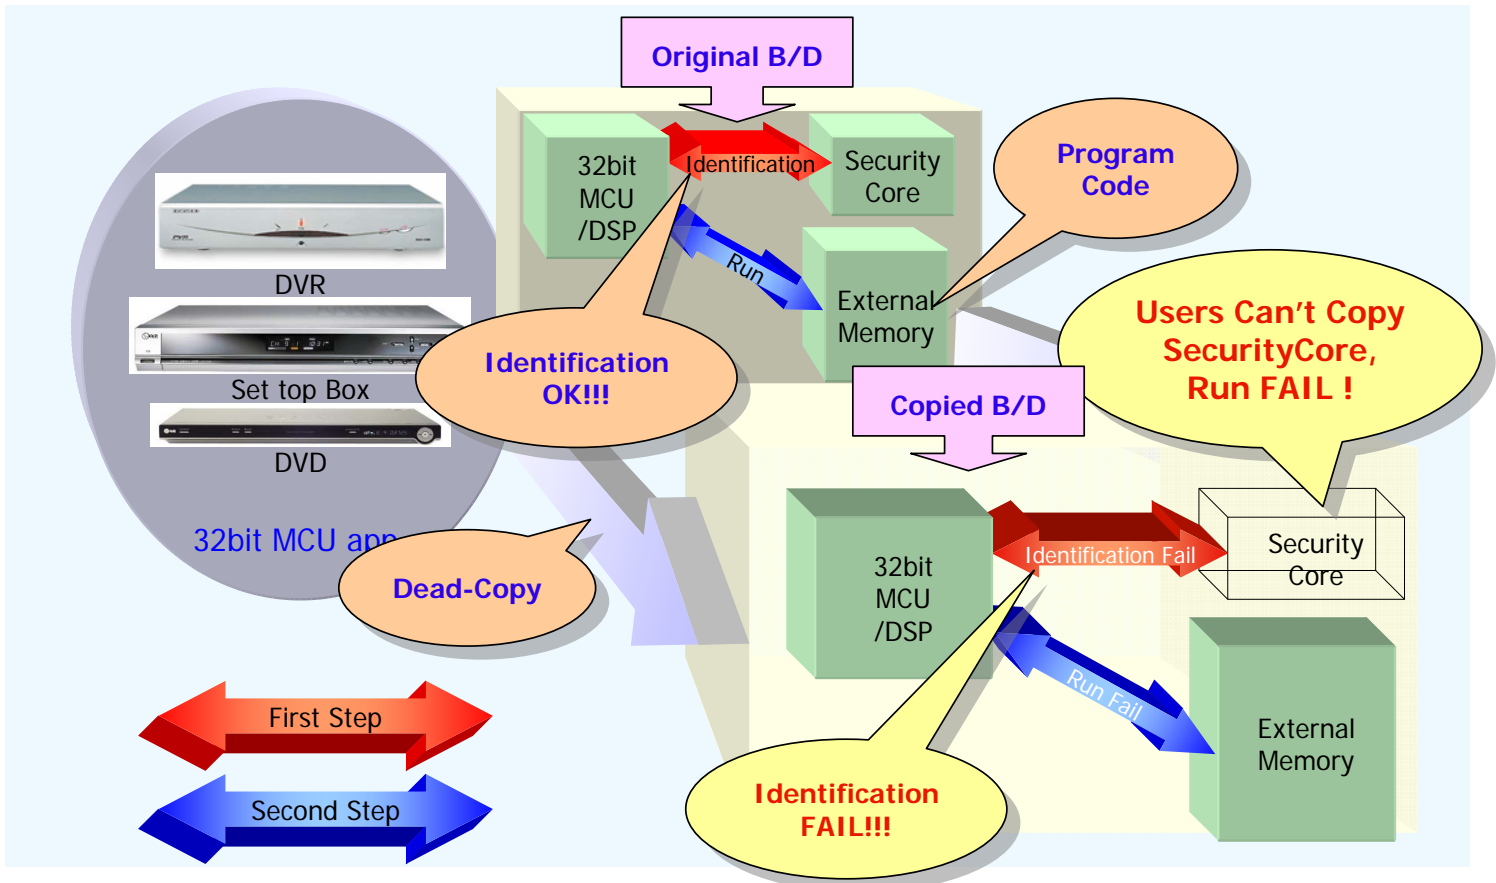 Original B/D
32bit
MCU
/DSP
Identification
Security
Core
Program
Code
Run
External
Memory
DVR
Set top Box
DVD
32bit MCU app
Identification
OK!!!
Users Can't Copy
SecurityCore,
Run FAIL !
Copied B/D
Dead-Copy
32bit
MCU
/DSP
Identification Fail
Security
Core
Run Fail
External
Memory
First Step
Second Step
Identification
FAIL!!!